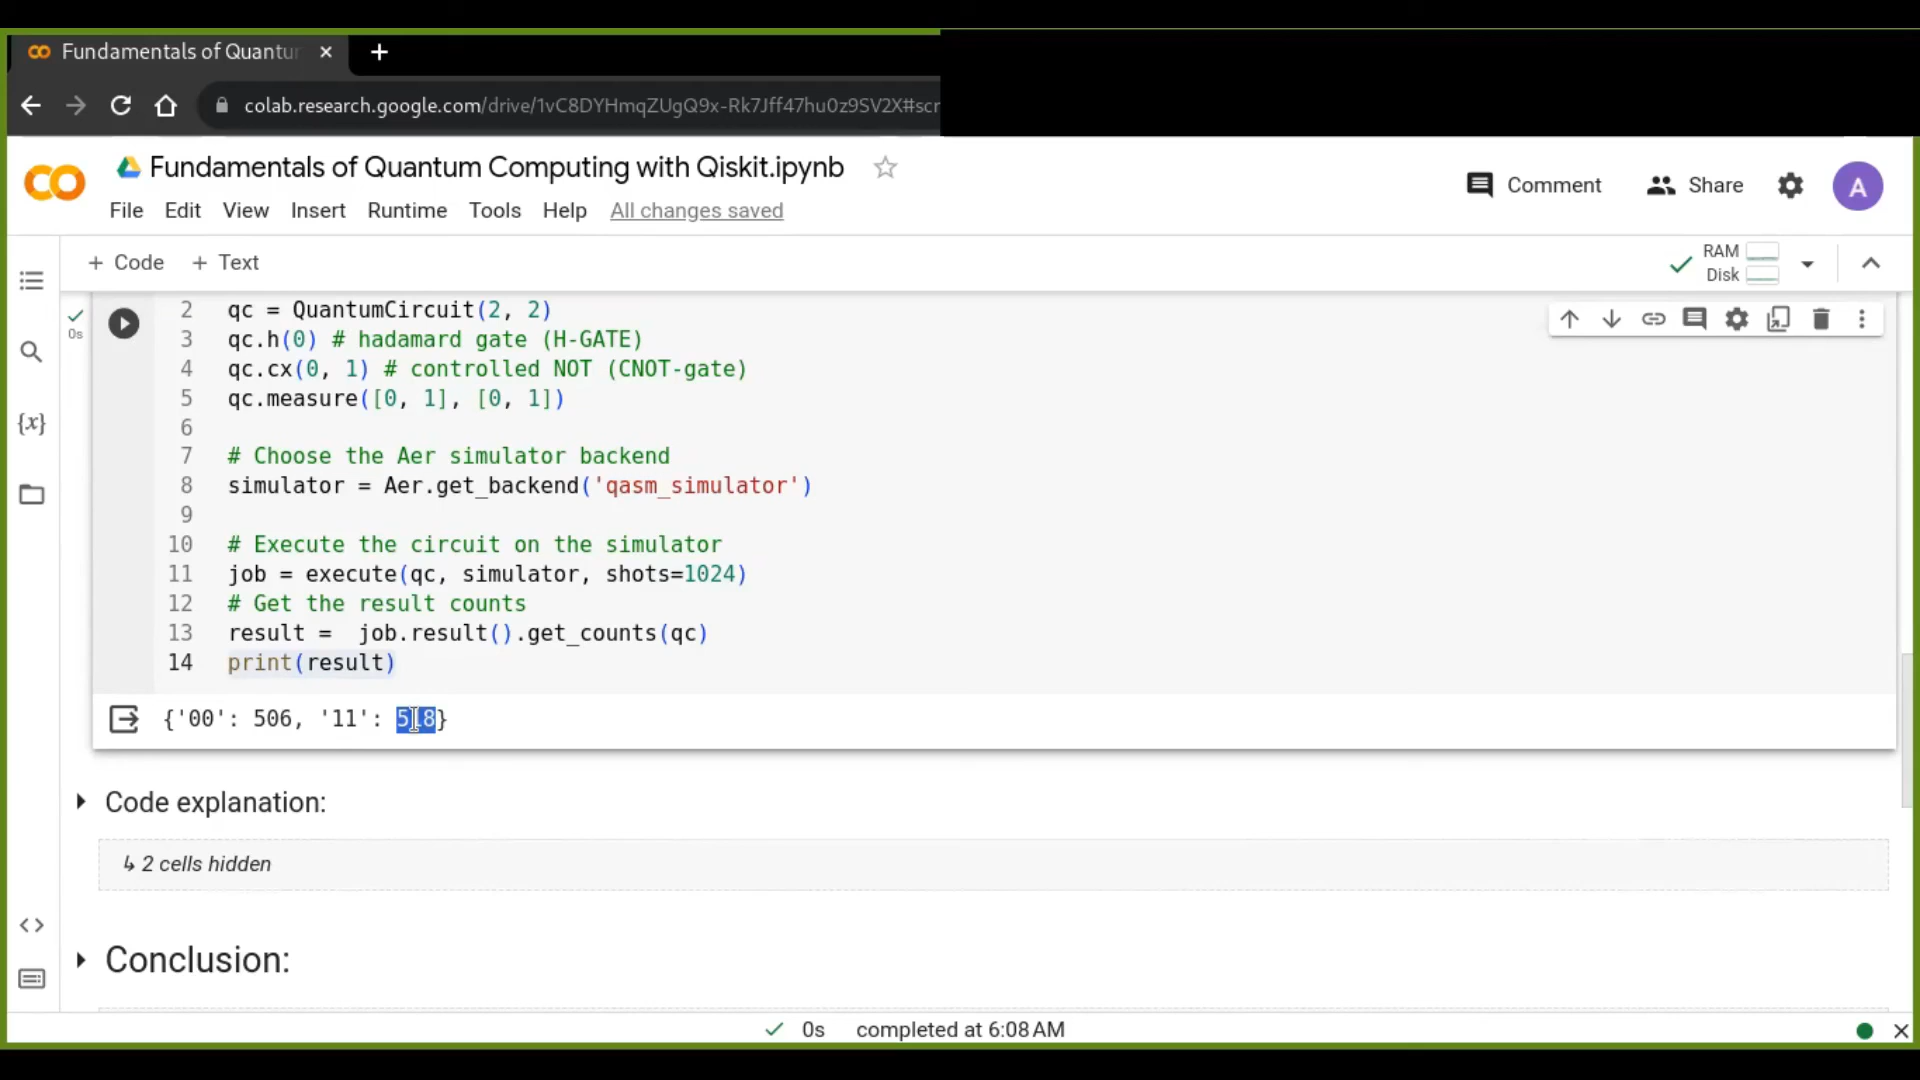 Fundamentals of Quantum
colab.research.google.com/drive/1vC8DYHmqZUgQ9x-Rk7Jff47hu0z9SV2X#scr
Fundamentals of Quantum Computing with Qiskit.ipynb
Comment
Share
A
File Edit View Insert Runtime Tools Help All changes saved
+ Code + Text
RAM
Disk
0s
2 qc = QuantumCircuit(2, 2)
3 qc.h(0) # hadamard gate (H-GATE)
4 qc.cx(0, 1) # controlled NOT (CNOT-gate)
5 qc.measure([0, 1], [0, 1])
6
7 # Choose the Aer simulator backend
8 simulator = Aer.get_backend('qasm_simulator')
9
10 # Execute the circuit on the simulator
11 job = execute(qc, simulator, shots=1024)
12 # Get the result counts
13 result =  job.result().get_counts(qc)
14 print(result)
{'00': 506, '11': 518}
Code explanation:
↳ 2 cells hidden
Conclusion:
0s completed at 6:08 AM